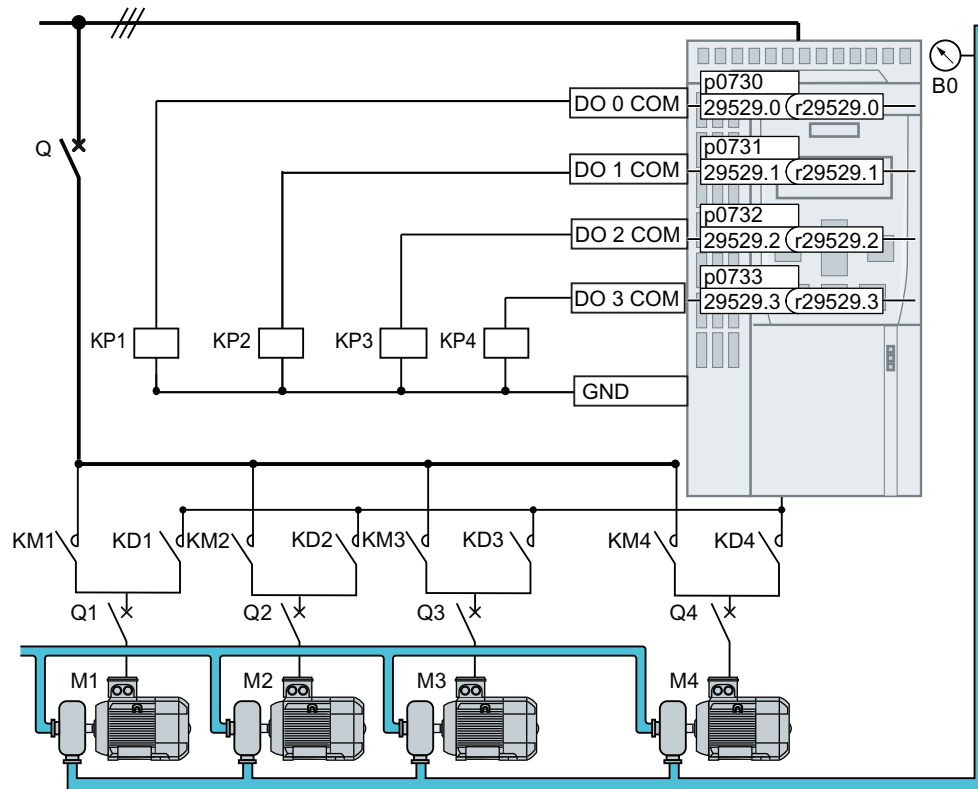 p0730
DO 0 COM
29529.0 r29529.0
B0
p0731
Q
DO 1 COM
29529.1 r29529.1
p0732
DO 2 COM
29529.2 r29529.2
p0733
DO 3 COM
29529.3 r29529.3
KP1 KP2 KP3 KP4
GND
KM1 KD1 KM2 KD2 KM3 KD3 KM4 KD4
Q1 Q2 Q3 Q4
M1 M2 M3 M4